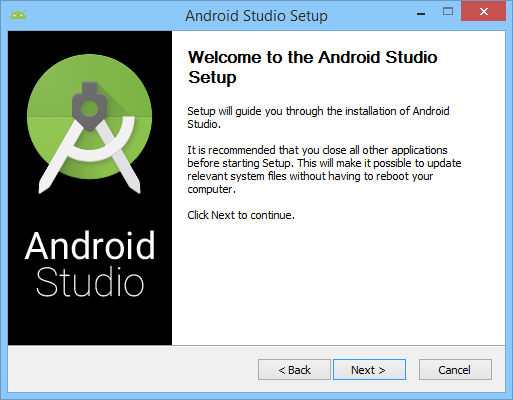 Android Studio Setup
Welcome to the Android Studio
Setup
Setup will guide you through the installation of Android
Studio.
It is recommended that you close all other applications
before starting Setup. This will make it possible to update
relevant system files without having to reboot your
computer.
Click Next to continue.
Android
Studio
< Back
Next >
Cancel